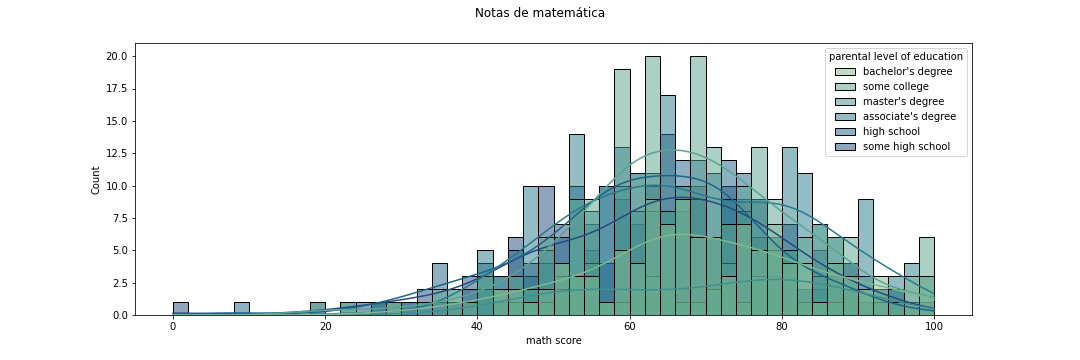 Notas de matemática
20.0
17.5
15.0
12.5
10.0
7.5
5.0
2.5
0.0
Count
parental level of education
bachelor's degree
some college
master's degree
associate's degree
high school
some high school
0 20 40 60 80 100
math score